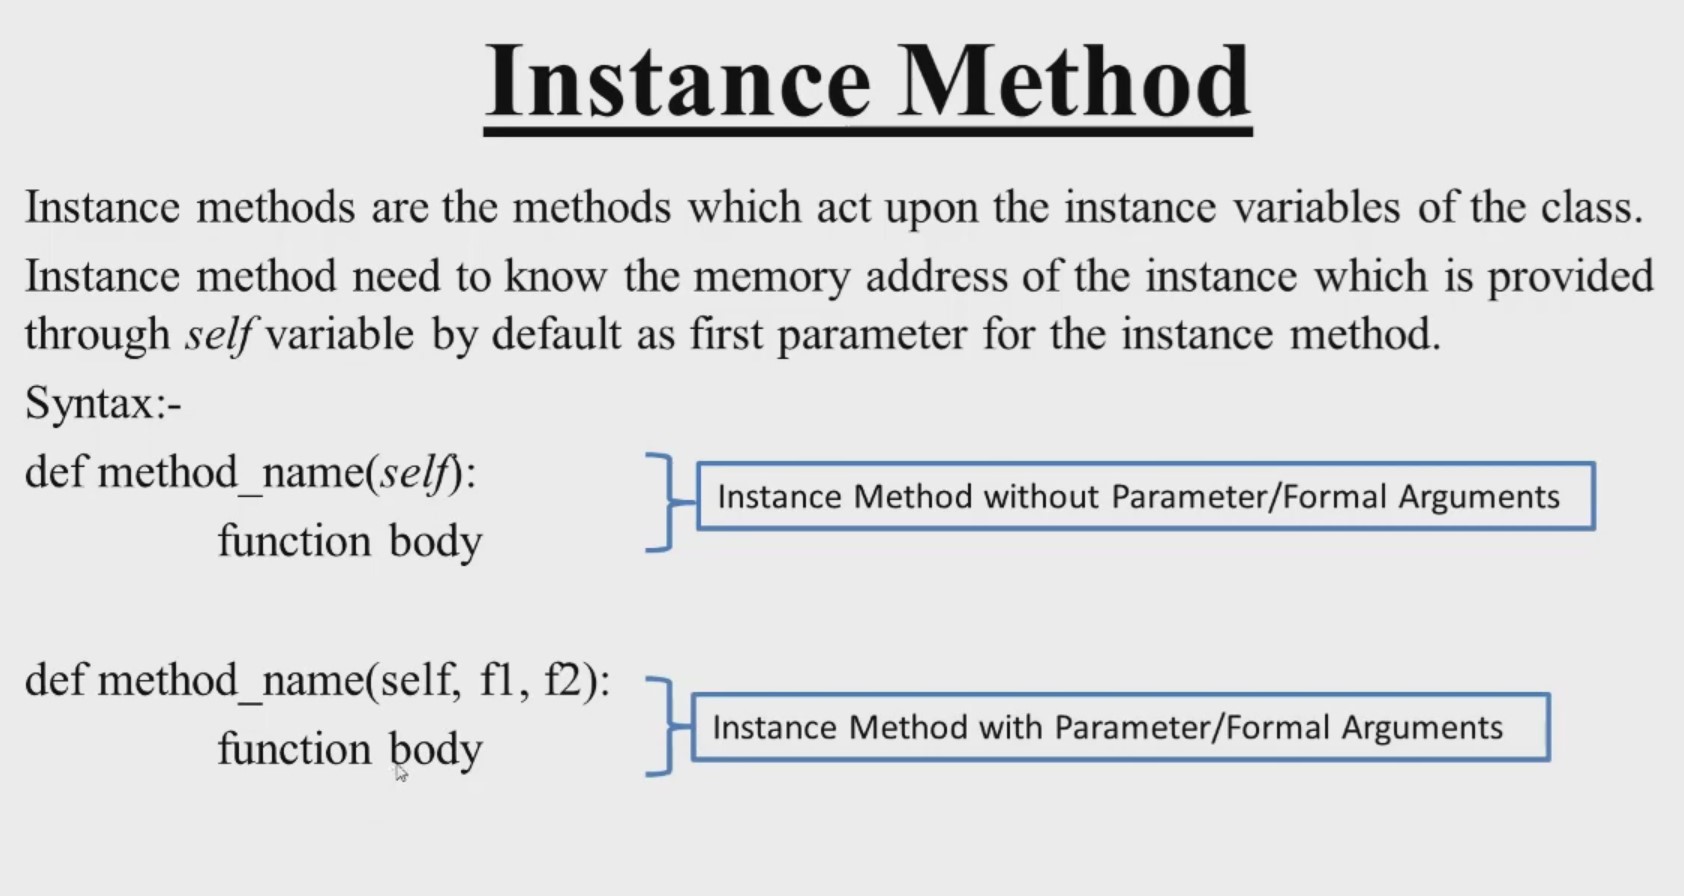 Instance Method
Instance methods are the methods which act upon the instance variables of the class.
Instance method need to know the memory address of the instance which is provided
through self variable by default as first parameter for the instance method.
Syntax:-
def method_name(self):
function body
Instance Method without Parameter/Formal Arguments
def method_name(self, f1, f2):
function body
Instance Method with Parameter/Formal Arguments